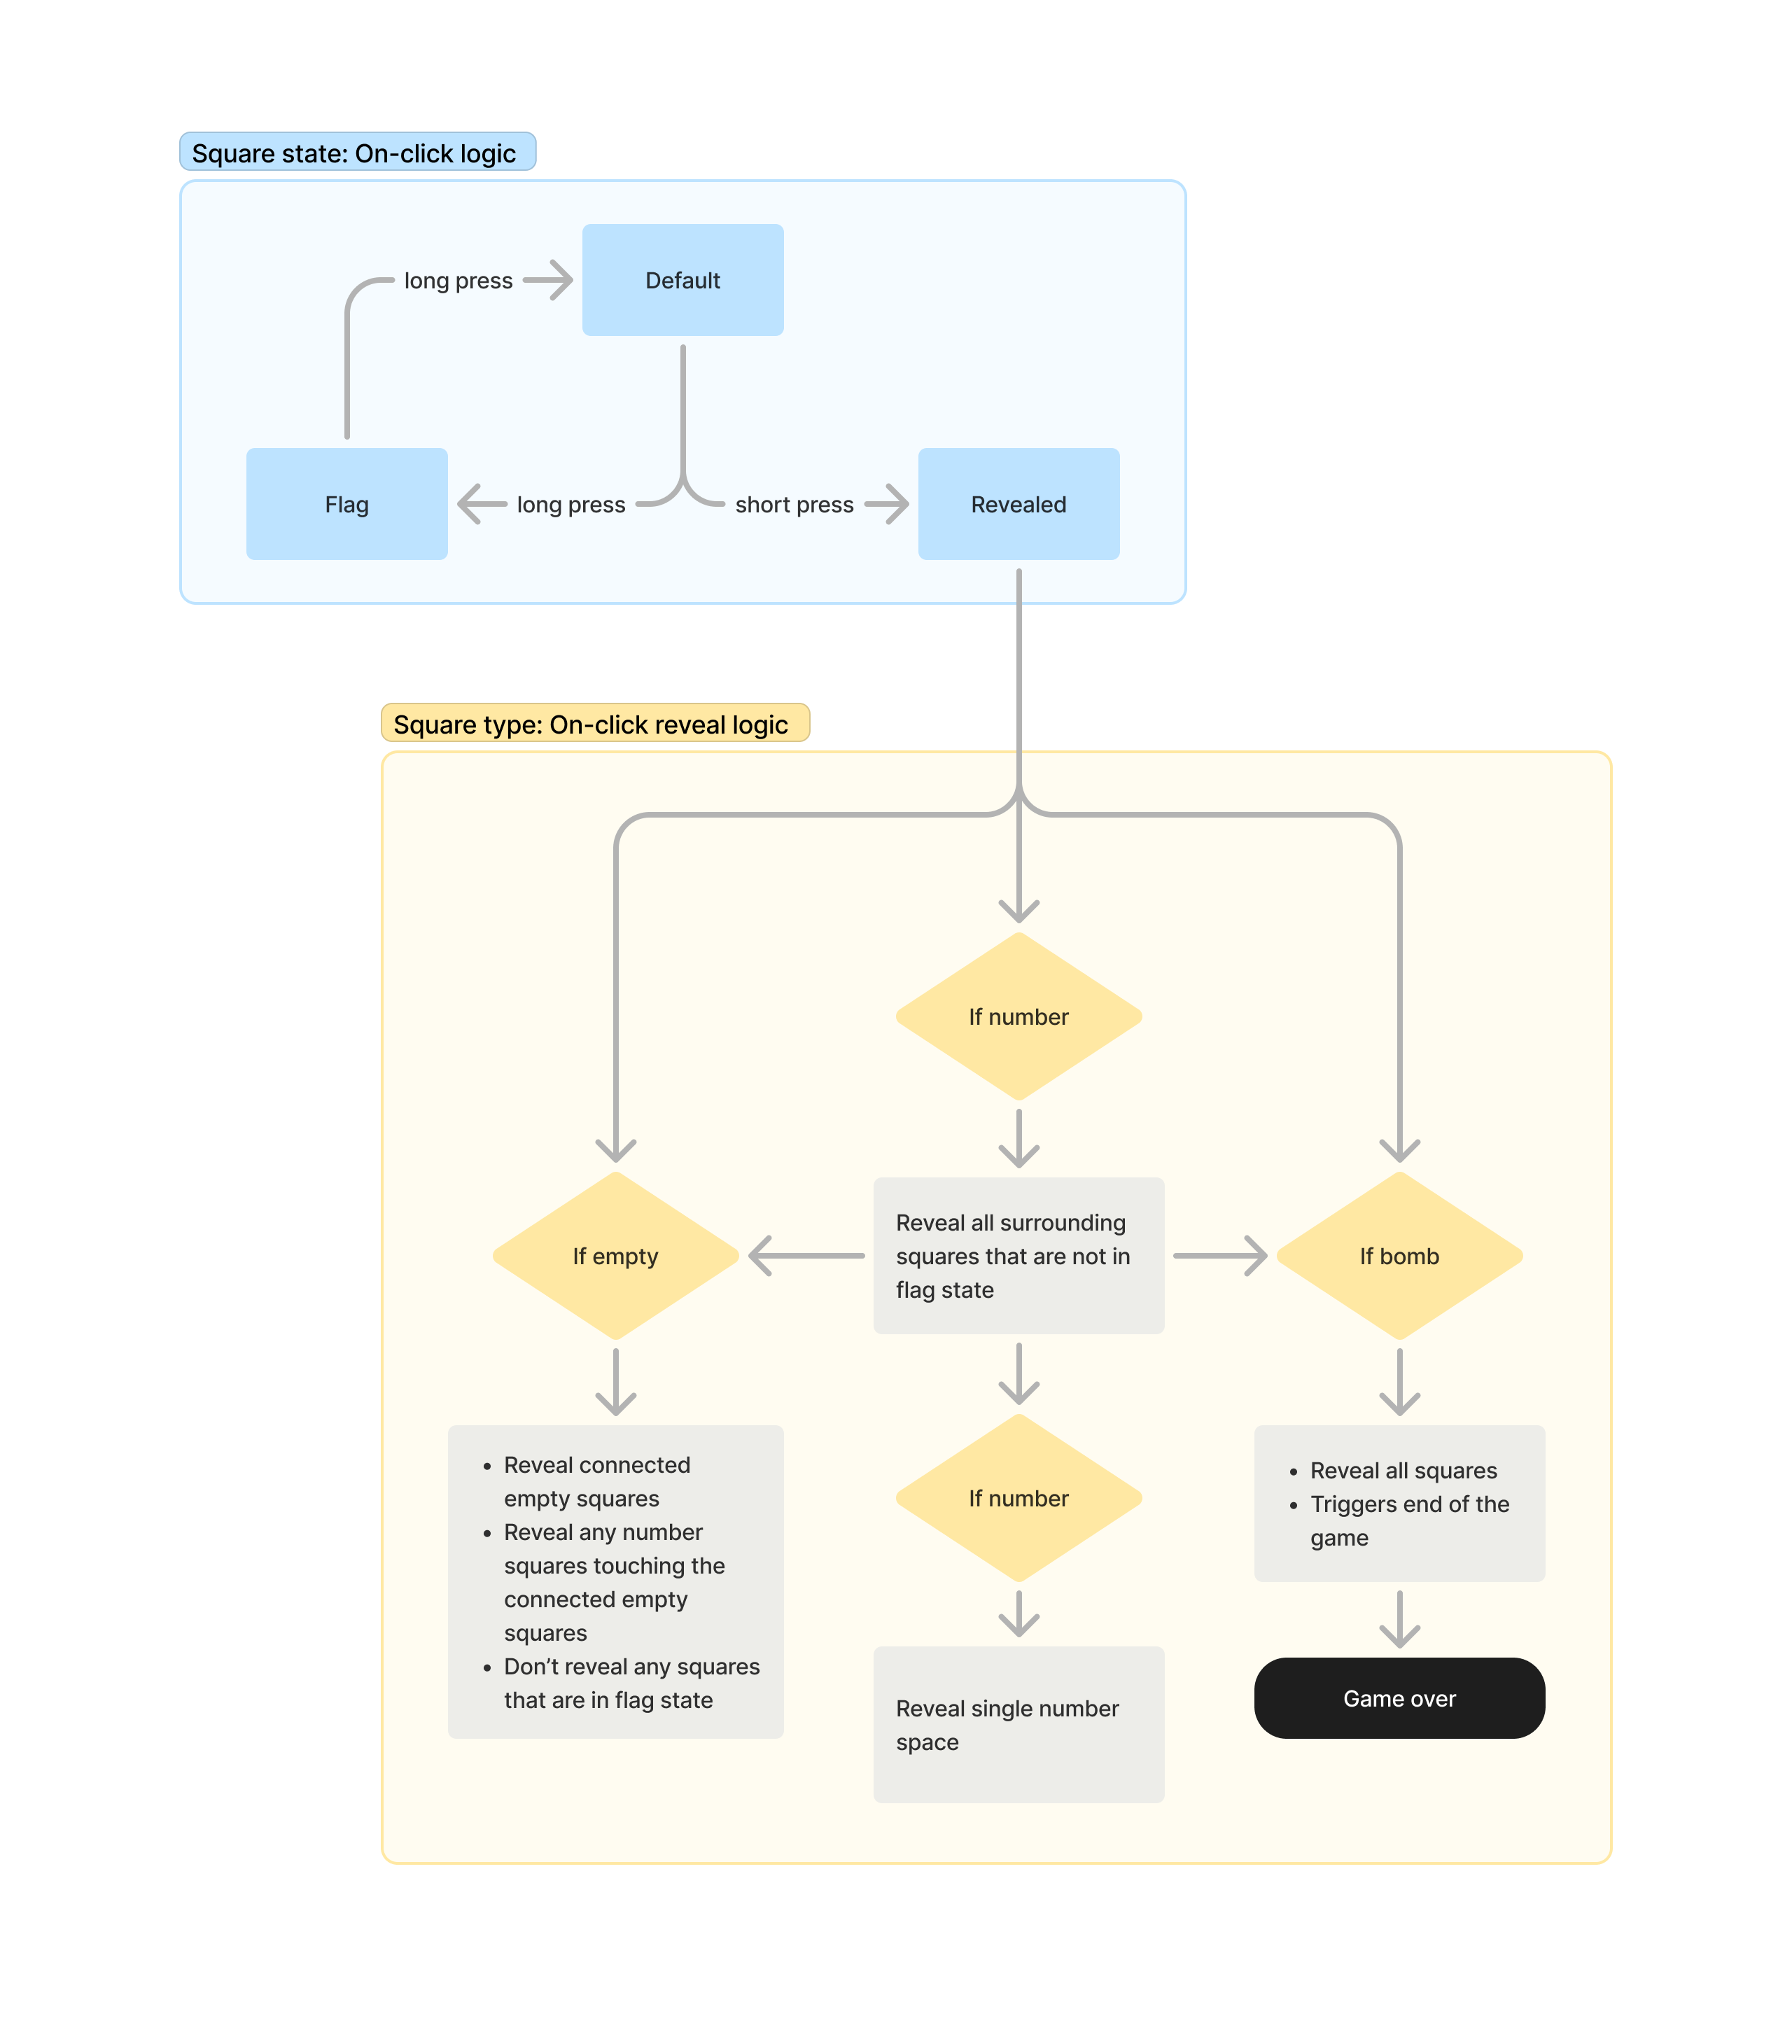 Square state: On-click logic
long press
Default
Flag
long press
short press
Revealed
Square type: On-click reveal logic
If number
If empty
Reveal all surrounding
squares that are not in
flag state
If bomb
• Reveal connected
empty squares
• Reveal any number
squares touching the
connected empty
squares
• Don’t reveal any squares
that are in flag state
If number
Reveal single number
space
• Reveal all squares
• Triggers end of the
game
Game over